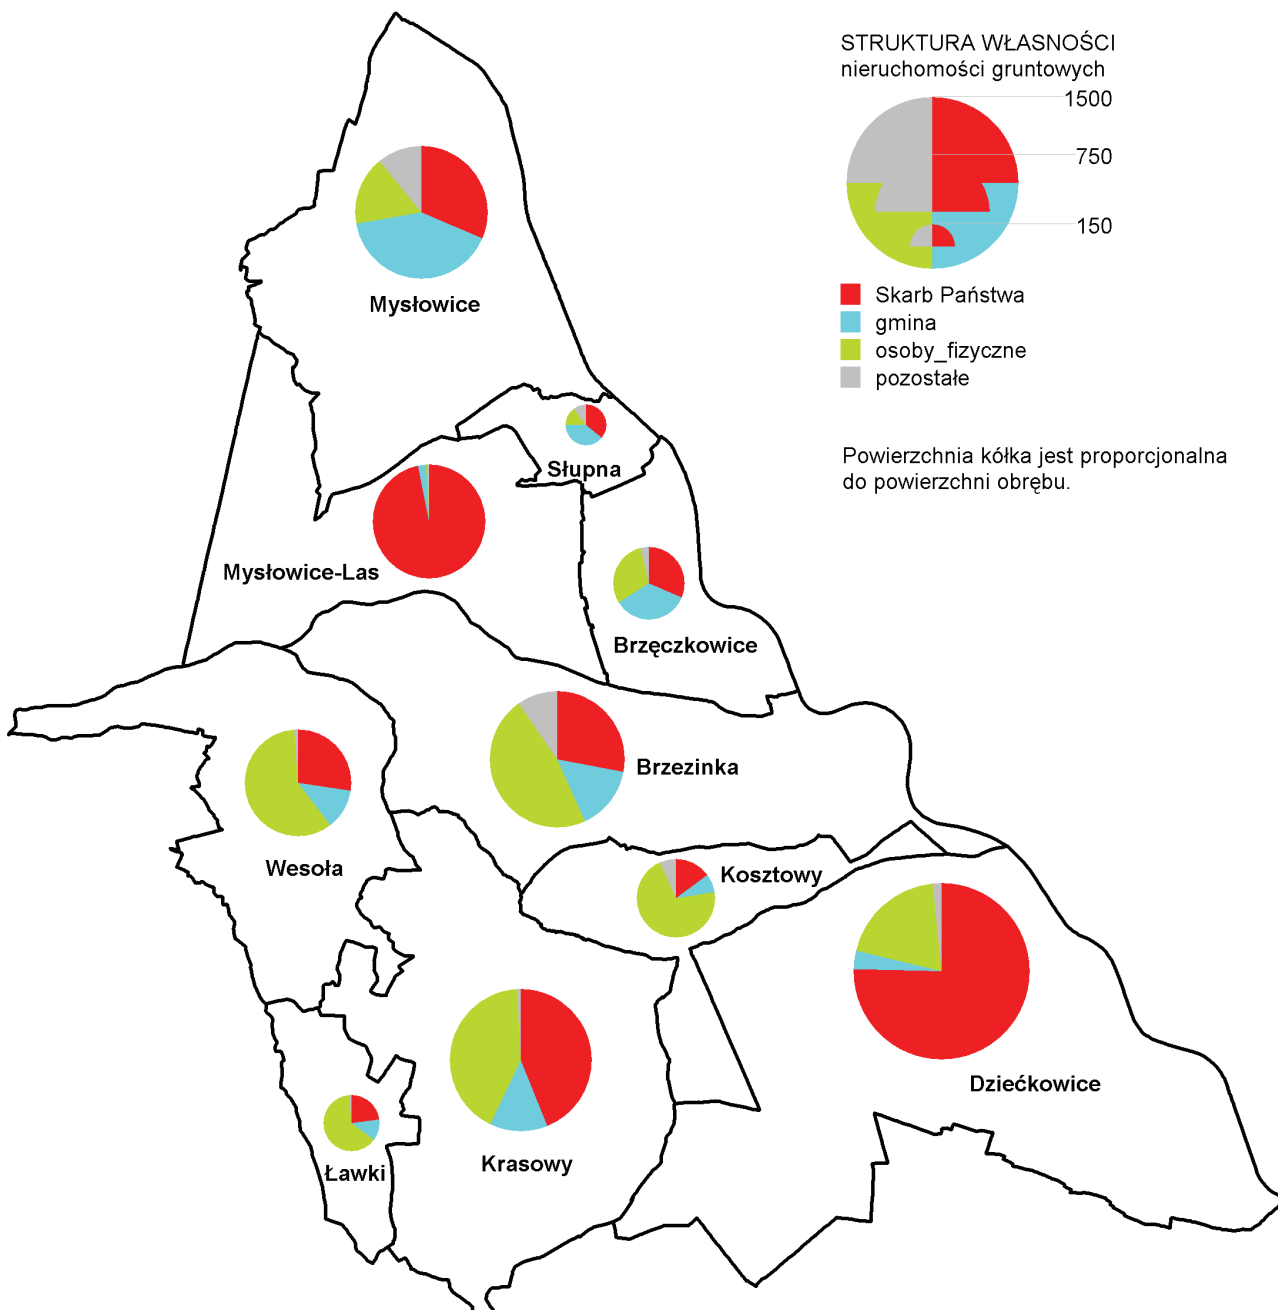 STRUKTURA WŁASNOŚCI
nieruchomości gruntowych
1500
750
150
Skarb Państwa
gmina
osoby_fizyczne
pozostałe
Powierzchnia kółka jest proporcjonalna
do powierzchni obrębu.
Mysłowice
Słupna
Mysłowice-Las
Brzęczkowice
Brzezinka
Wesoła
Kosztowy
Dziećkowice
Krasowy
Ławki